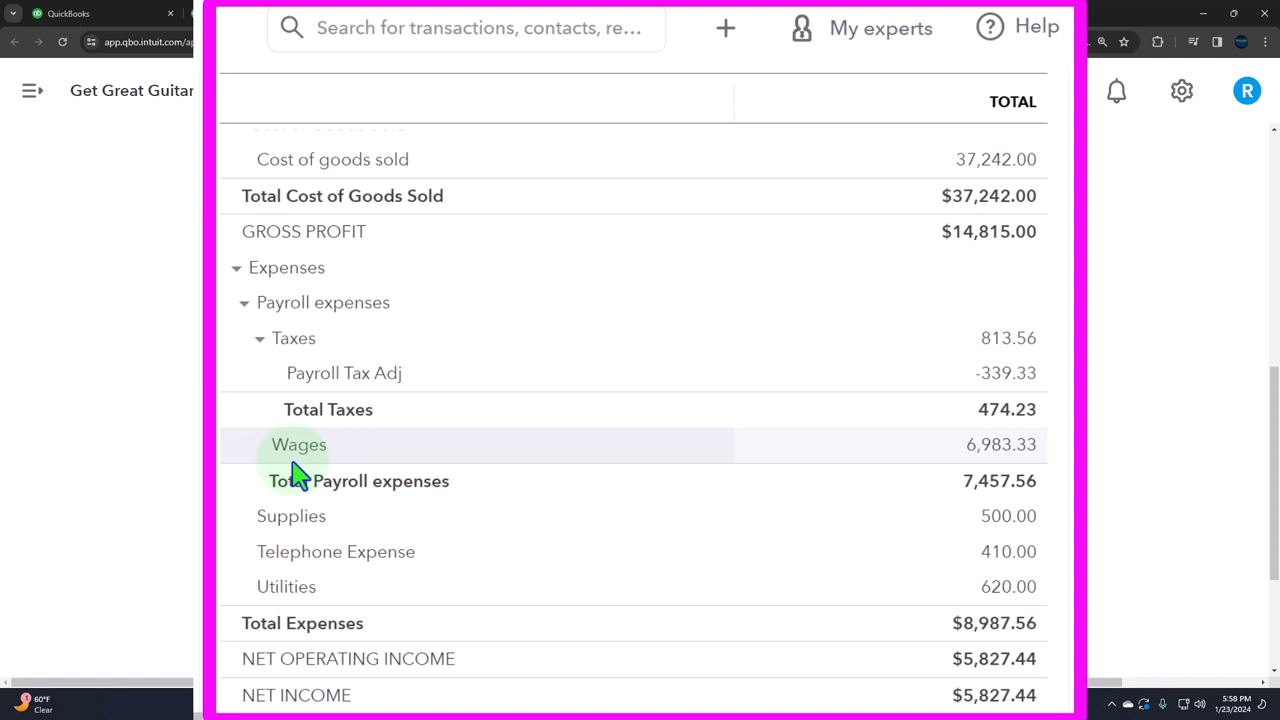 QuickBooks
app.qbo.intuit.com/ap
Search for transactions, contacts, re...
My experts
Help
Get Great Guitar
R
TOTAL
Cost of goods sold 37,242.00
Total Cost of Goods Sold $37,242.00
GROSS PROFIT $14,815.00
Expenses
Payroll expenses
Taxes 813.56
Payroll Tax Adj -339.33
Total Taxes 474.23
Wages 6,983.33
Total Payroll expenses 7,457.56
Supplies 500.00
Telephone Expense 410.00
Utilities 620.00
Total Expenses $8,987.56
NET OPERATING INCOME $5,827.44
NET INCOME $5,827.44
1
60°F
Clear
5:58 PM
1/23/2024